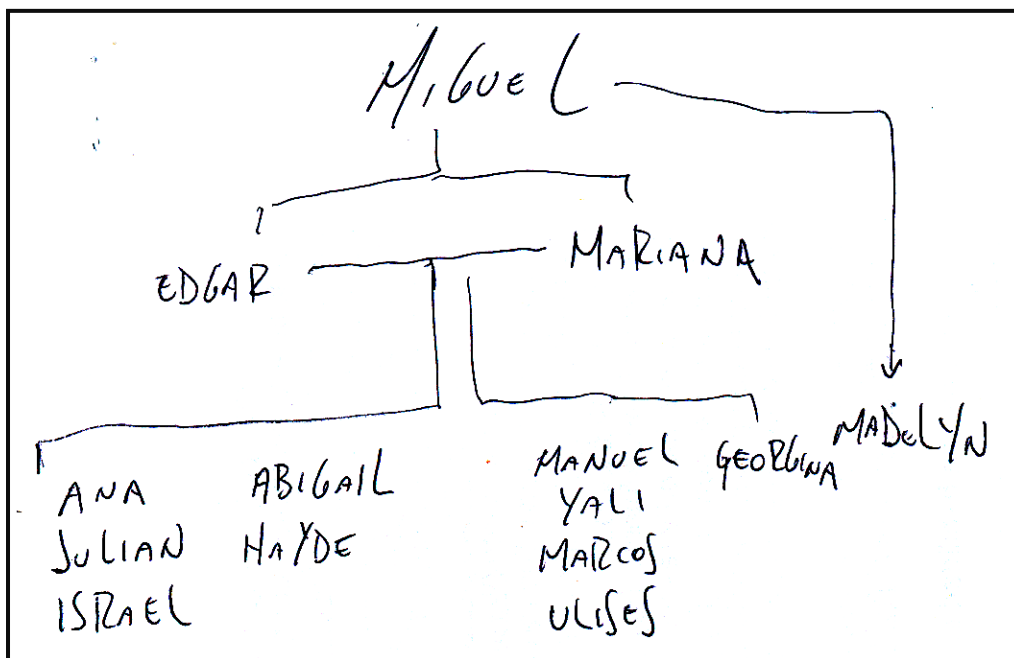 MIGUEL
EDGAR
MARIANA
ANA ABIGAIL MANUEL GEORGINA MADELYN
JULIAN HAYDE YALI
ISRAEL MARCOS
ULISES